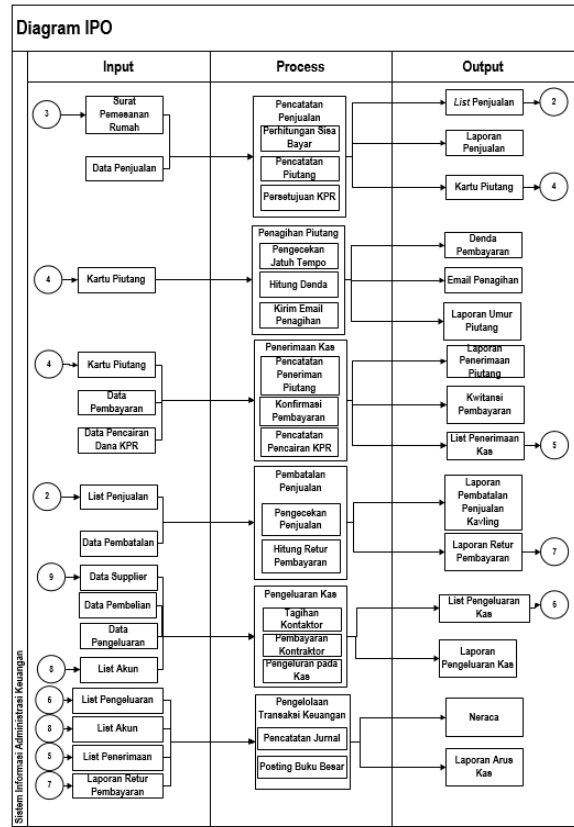 Diagram IPO
Sistem Informasi Administrasi Keuangan
Input
Process
Output
3
Surat
Pemesanan
Rumah
Data Penjualan
Pencatatan
Penjualan
Perhitungan Sisa
Bayar
Pencatatan
Piutang
Persetujuan KPR
List Penjualan
2
Laporan
Penjualan
Kartu Piutang
4
4
Kartu Piutang
Penagihan Piutang
Pengecekan
Jatuh Tempo
Hitung Denda
Kirim Email
Penagihan
Denda
Pembayaran
Email Penagihan
Laporan Umur
Piutang
4
Kartu Piutang
Data
Pembayaran
Data Pencairan
Dana KPR
Penerimaan Kas
Pencatatan
Peneriman
Piutang
Konfirmasi
Pembayaran
Pencatatan
Pencairan KPR
Laporan
Penerimaan
Piutang
Kwitansi
Pembayaran
List Penerimaan
Kas
5
2
List Penjualan
Data Pembatalan
Pembatalan
Penjualan
Pengecekan
Penjualan
Hitung Retur
Pembayaran
Laporan
Pembatalan
Penjualan
Kavling
Laporan Retur
Pembayaran
7
9
Data Supplier
Data Pembelian
Data
Pengeluaran
8
List Akun
Pengeluaran Kas
Tagihan
Kontaktor
Pembayaran
Kontraktor
Pengeluran pada
Kas
List Pengeluaran
Kas
6
Laporan
Pengeluaran Kas
6
List Pengeluaran
8
List Akun
5
List Penerimaan
7
Laporan Retur
Pembayaran
Pengelolaan
Transaksi Keuangan
Pencatatan Jurnal
Posting Buku Besar
Neraca
Laporan Arus
Kas